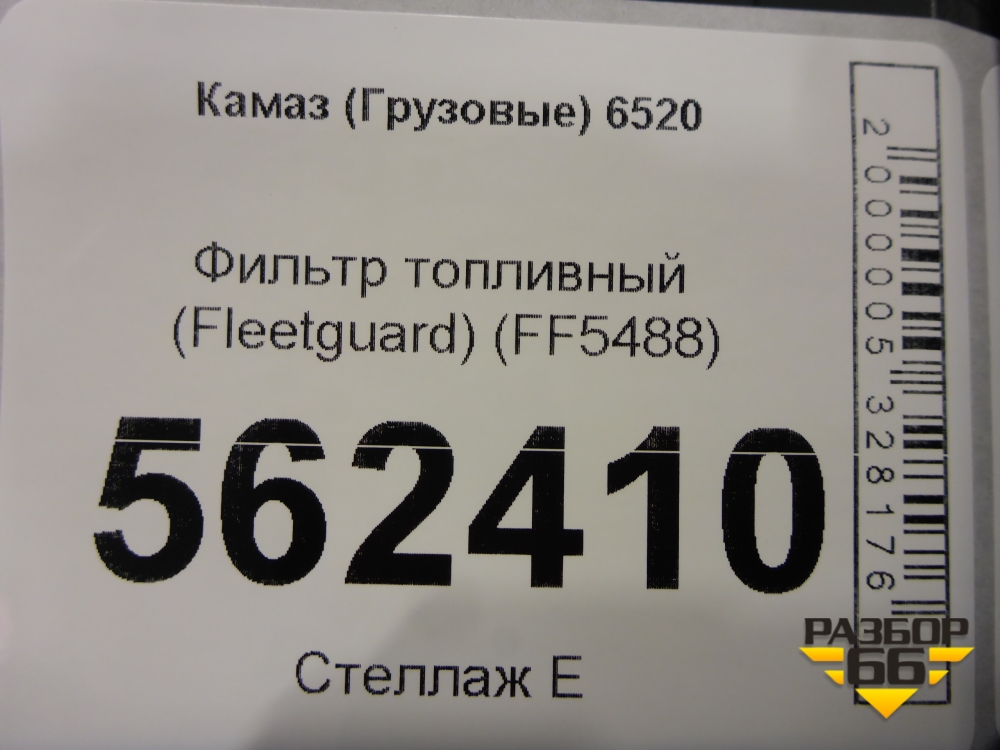 Камаз (Грузовые) 6520
Фильтр топливный
(Fleetguard) (FF5488)
562410
Стеллаж Е
2000005328176
РАЗБОР
66